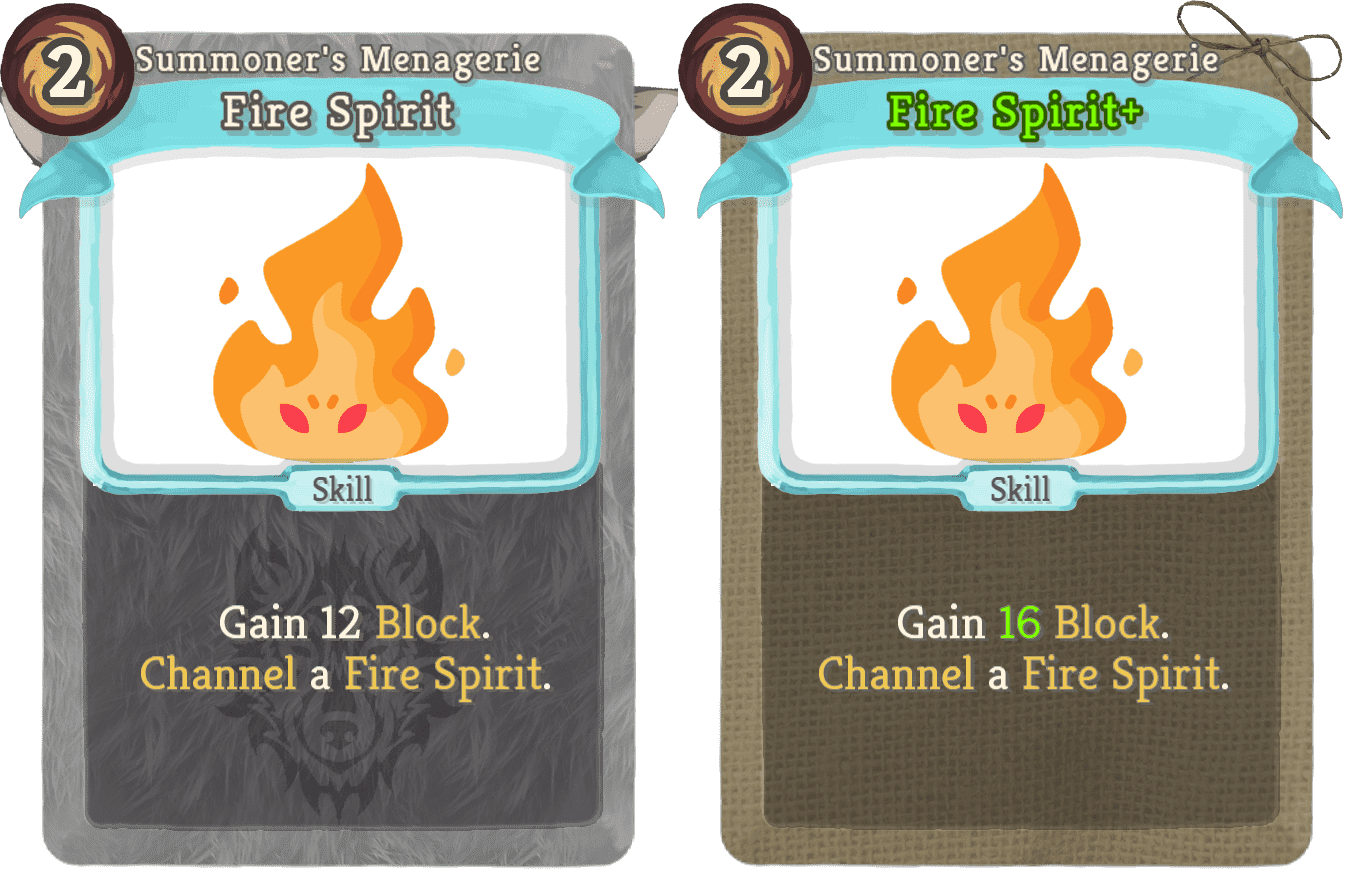 2
Summoner's Menagerie
Fire Spirit
Skill
Gain 12 Block.
Channel a Fire Spirit.
2
Summoner's Menagerie
Fire Spirit+
Skill
Gain 16 Block.
Channel a Fire Spirit.